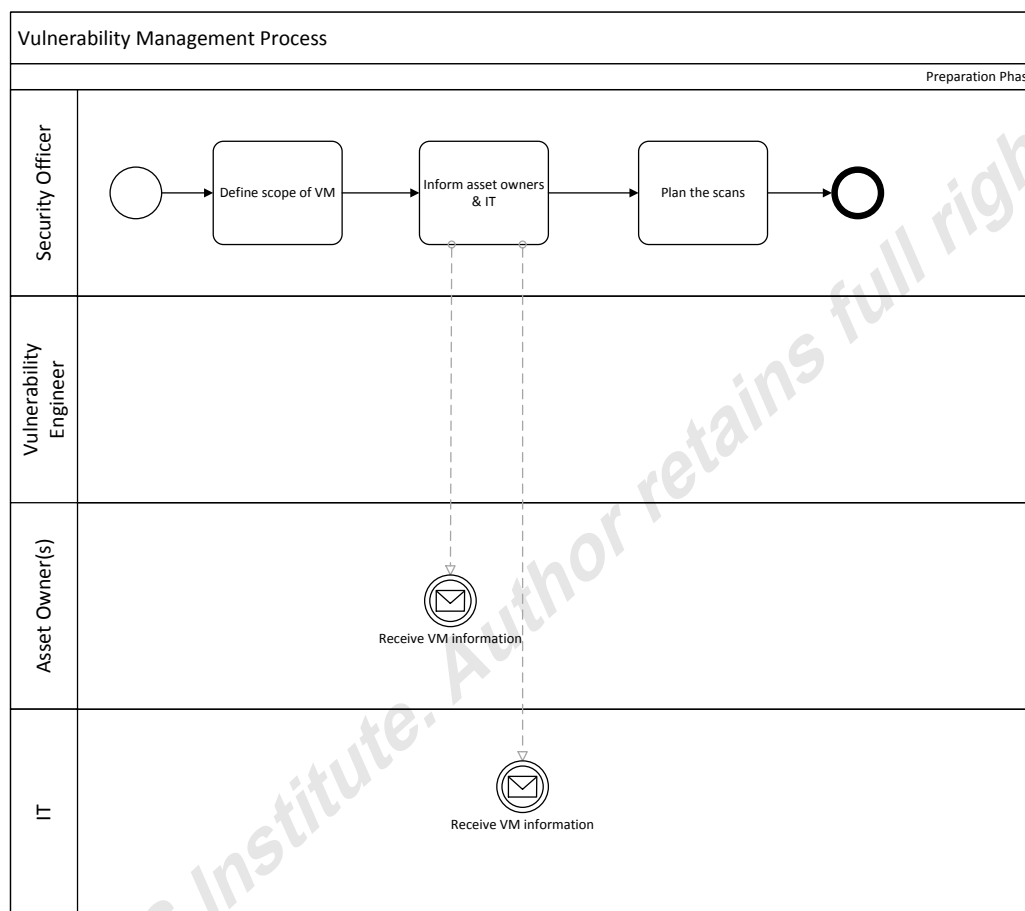 Vulnerability Management Process
Preparation Phas
Security Officer
Define scope of VM
Inform asset owners
& IT
Plan the scans
Vulnerability
Engineer
Asset Owner(s)
Receive VM information
IT
Receive VM information
s Institute. Author retains full righ